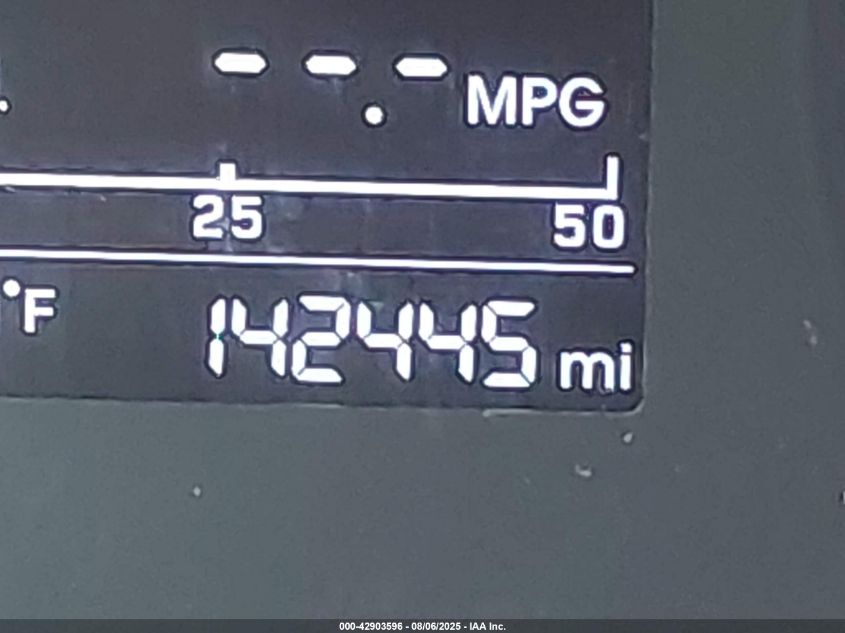 --.- MPG
25 50
°F 142445 mi
000-42903596 - 08/06/2025 - IAA Inc.